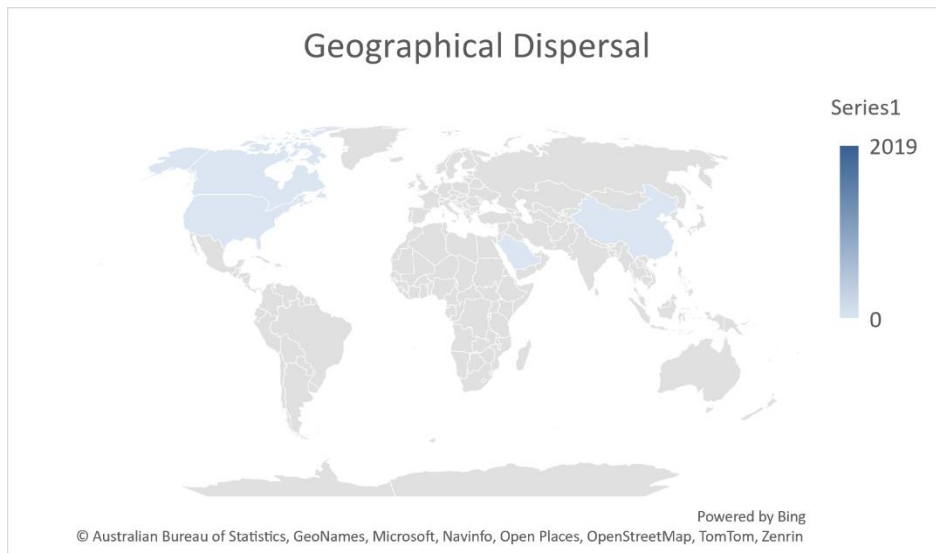 Geographical Dispersal
Series1
2019
0
Powered by Bing
© Australian Bureau of Statistics, GeoNames, Microsoft, Navinfo, Open Places, OpenStreetMap, TomTom, Zenrin